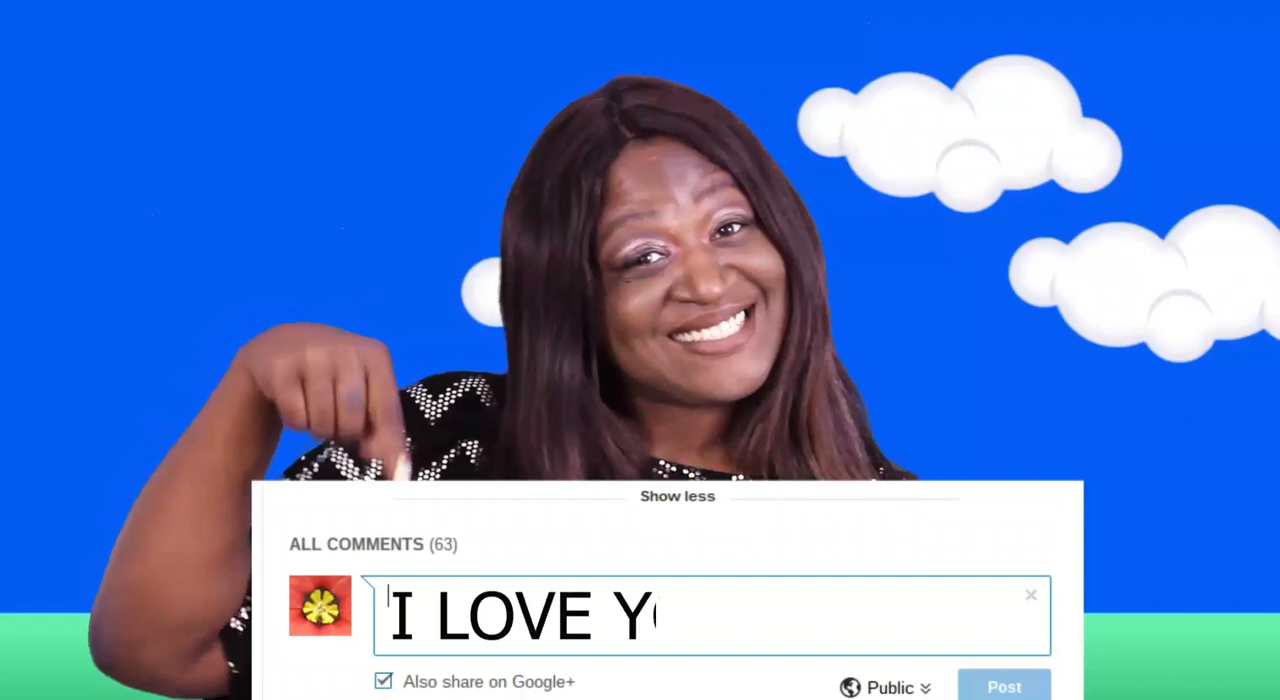 Show less
ALL COMMENTS (63)
I LOVE Y
Also share on Google+
Public
Post